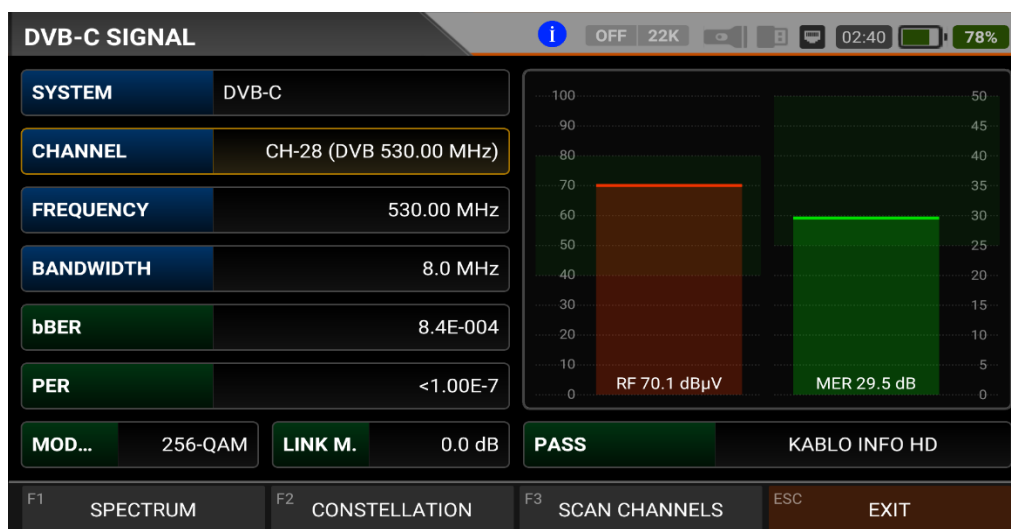 DVB-C SIGNAL
i
OFF 22K
02:40
78%
SYSTEM DVB-C
CHANNEL CH-28 (DVB 530.00 MHz)
FREQUENCY 530.00 MHz
BANDWIDTH 8.0 MHz
bBER 8.4E-004
PER <1.00E-7
MOD... 256-QAM
LINK M. 0.0 dB
100 50
90 45
80 40
70 35
60 30
50 25
40 20
30 15
20 10
10 5
0 0
RF 70.1 dBµV
MER 29.5 dB
PASS KABLO INFO HD
F1 SPECTRUM
F2 CONSTELLATION
F3 SCAN CHANNELS
ESC EXIT